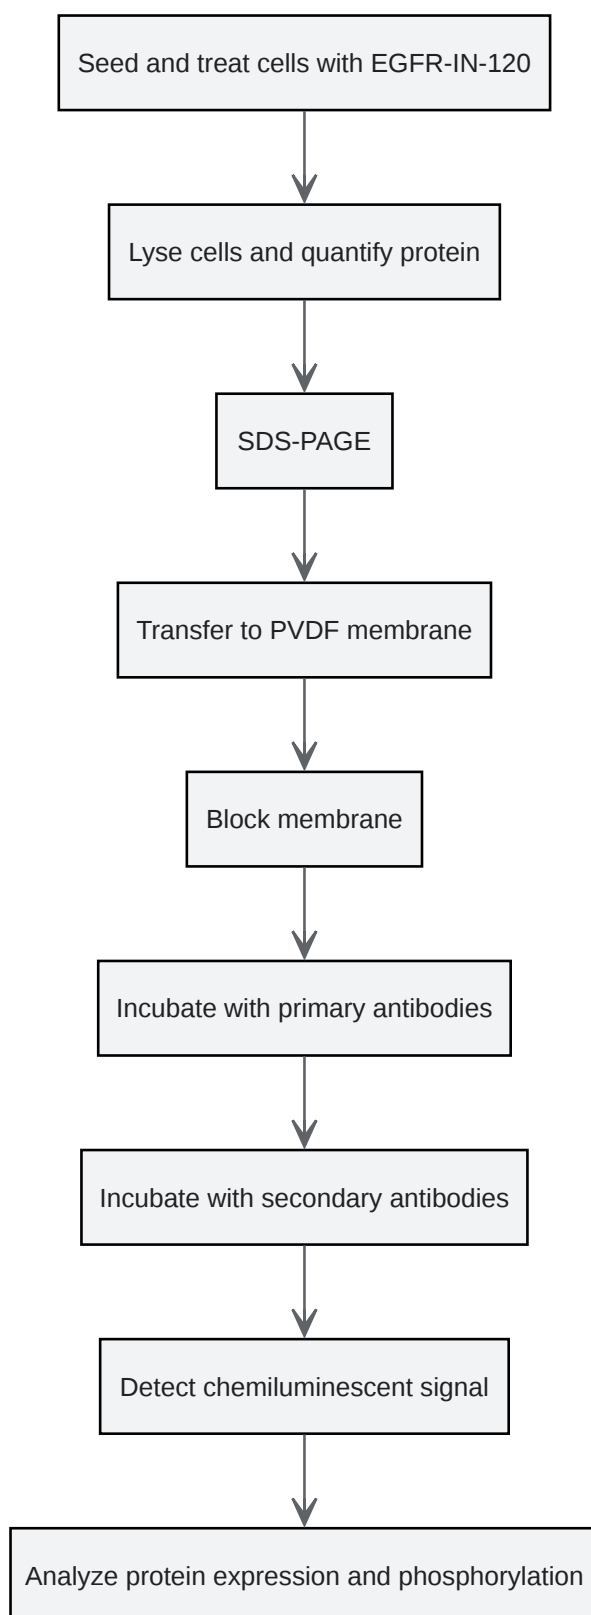 Seed and treat cells with EGFR-IN-120
Lyse cells and quantify protein
SDS-PAGE
Transfer to PVDF membrane
Block membrane
Incubate with primary antibodies
Incubate with secondary antibodies
Detect chemiluminescent signal
Analyze protein expression and phosphorylation